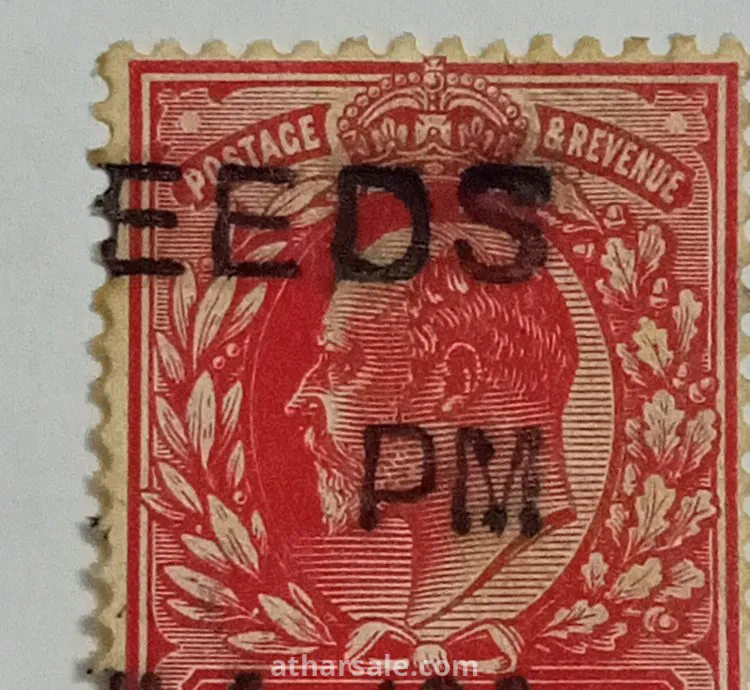 POSTAGE & REVENUE
EEDS
PM
atharsale.com